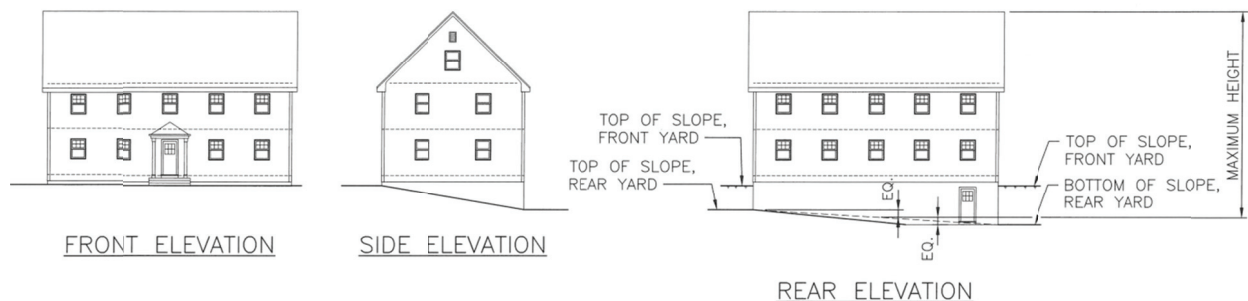 TOP OF SLOPE,
FRONT YARD
TOP OF SLOPE,
REAR YARD
EQ.
EQ.
TOP OF SLOPE,
FRONT YARD
BOTTOM OF SLOPE,
REAR YARD
MAXIMUM HEIGHT
FRONT ELEVATION
SIDE ELEVATION
REAR ELEVATION